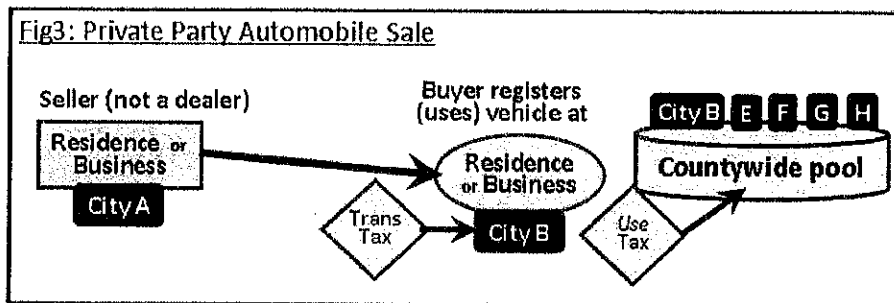 Fig3: Private Party Automobile Sale
Seller (not a dealer)
Residence or
Business
City A
Buyer registers
(uses) vehicle at
Residence
or Business
Trans
Tax
City B
City B E F G H
Countywide pool
Use
Tax